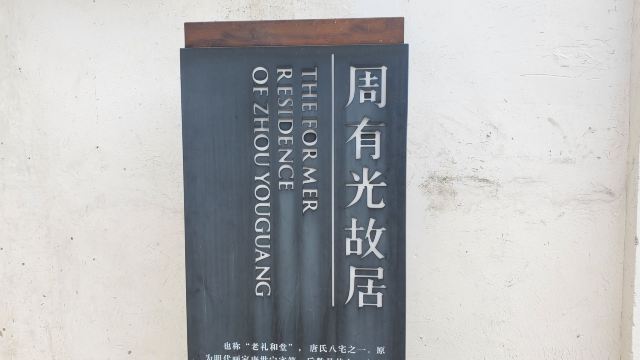 周有光故居
THE FORMER
RESIDENCE
OF ZHOU YOUGUANG
也称“老礼和堂”，唐氏八宅之一，原